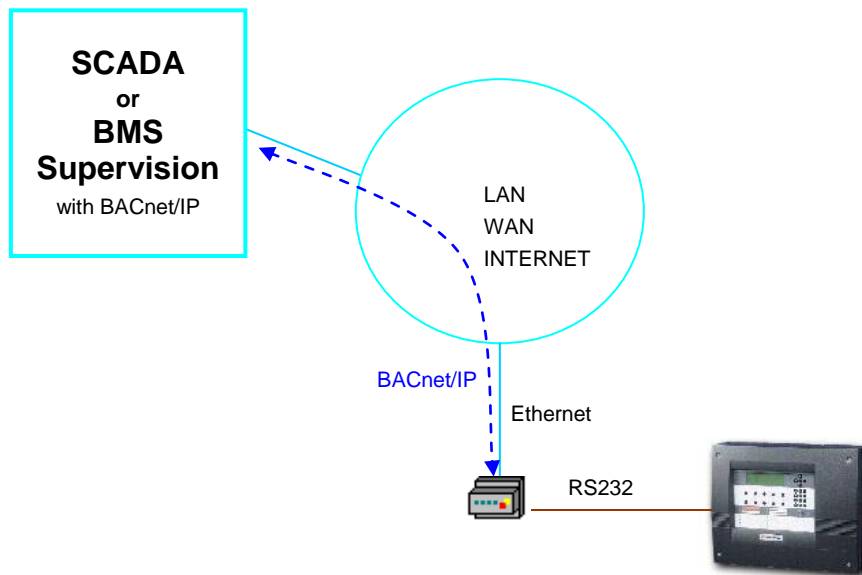 SCADA
or
BMS
Supervision
with BACnet/IP
LAN
WAN
INTERNET
BACnet/IP
Ethernet
RS232